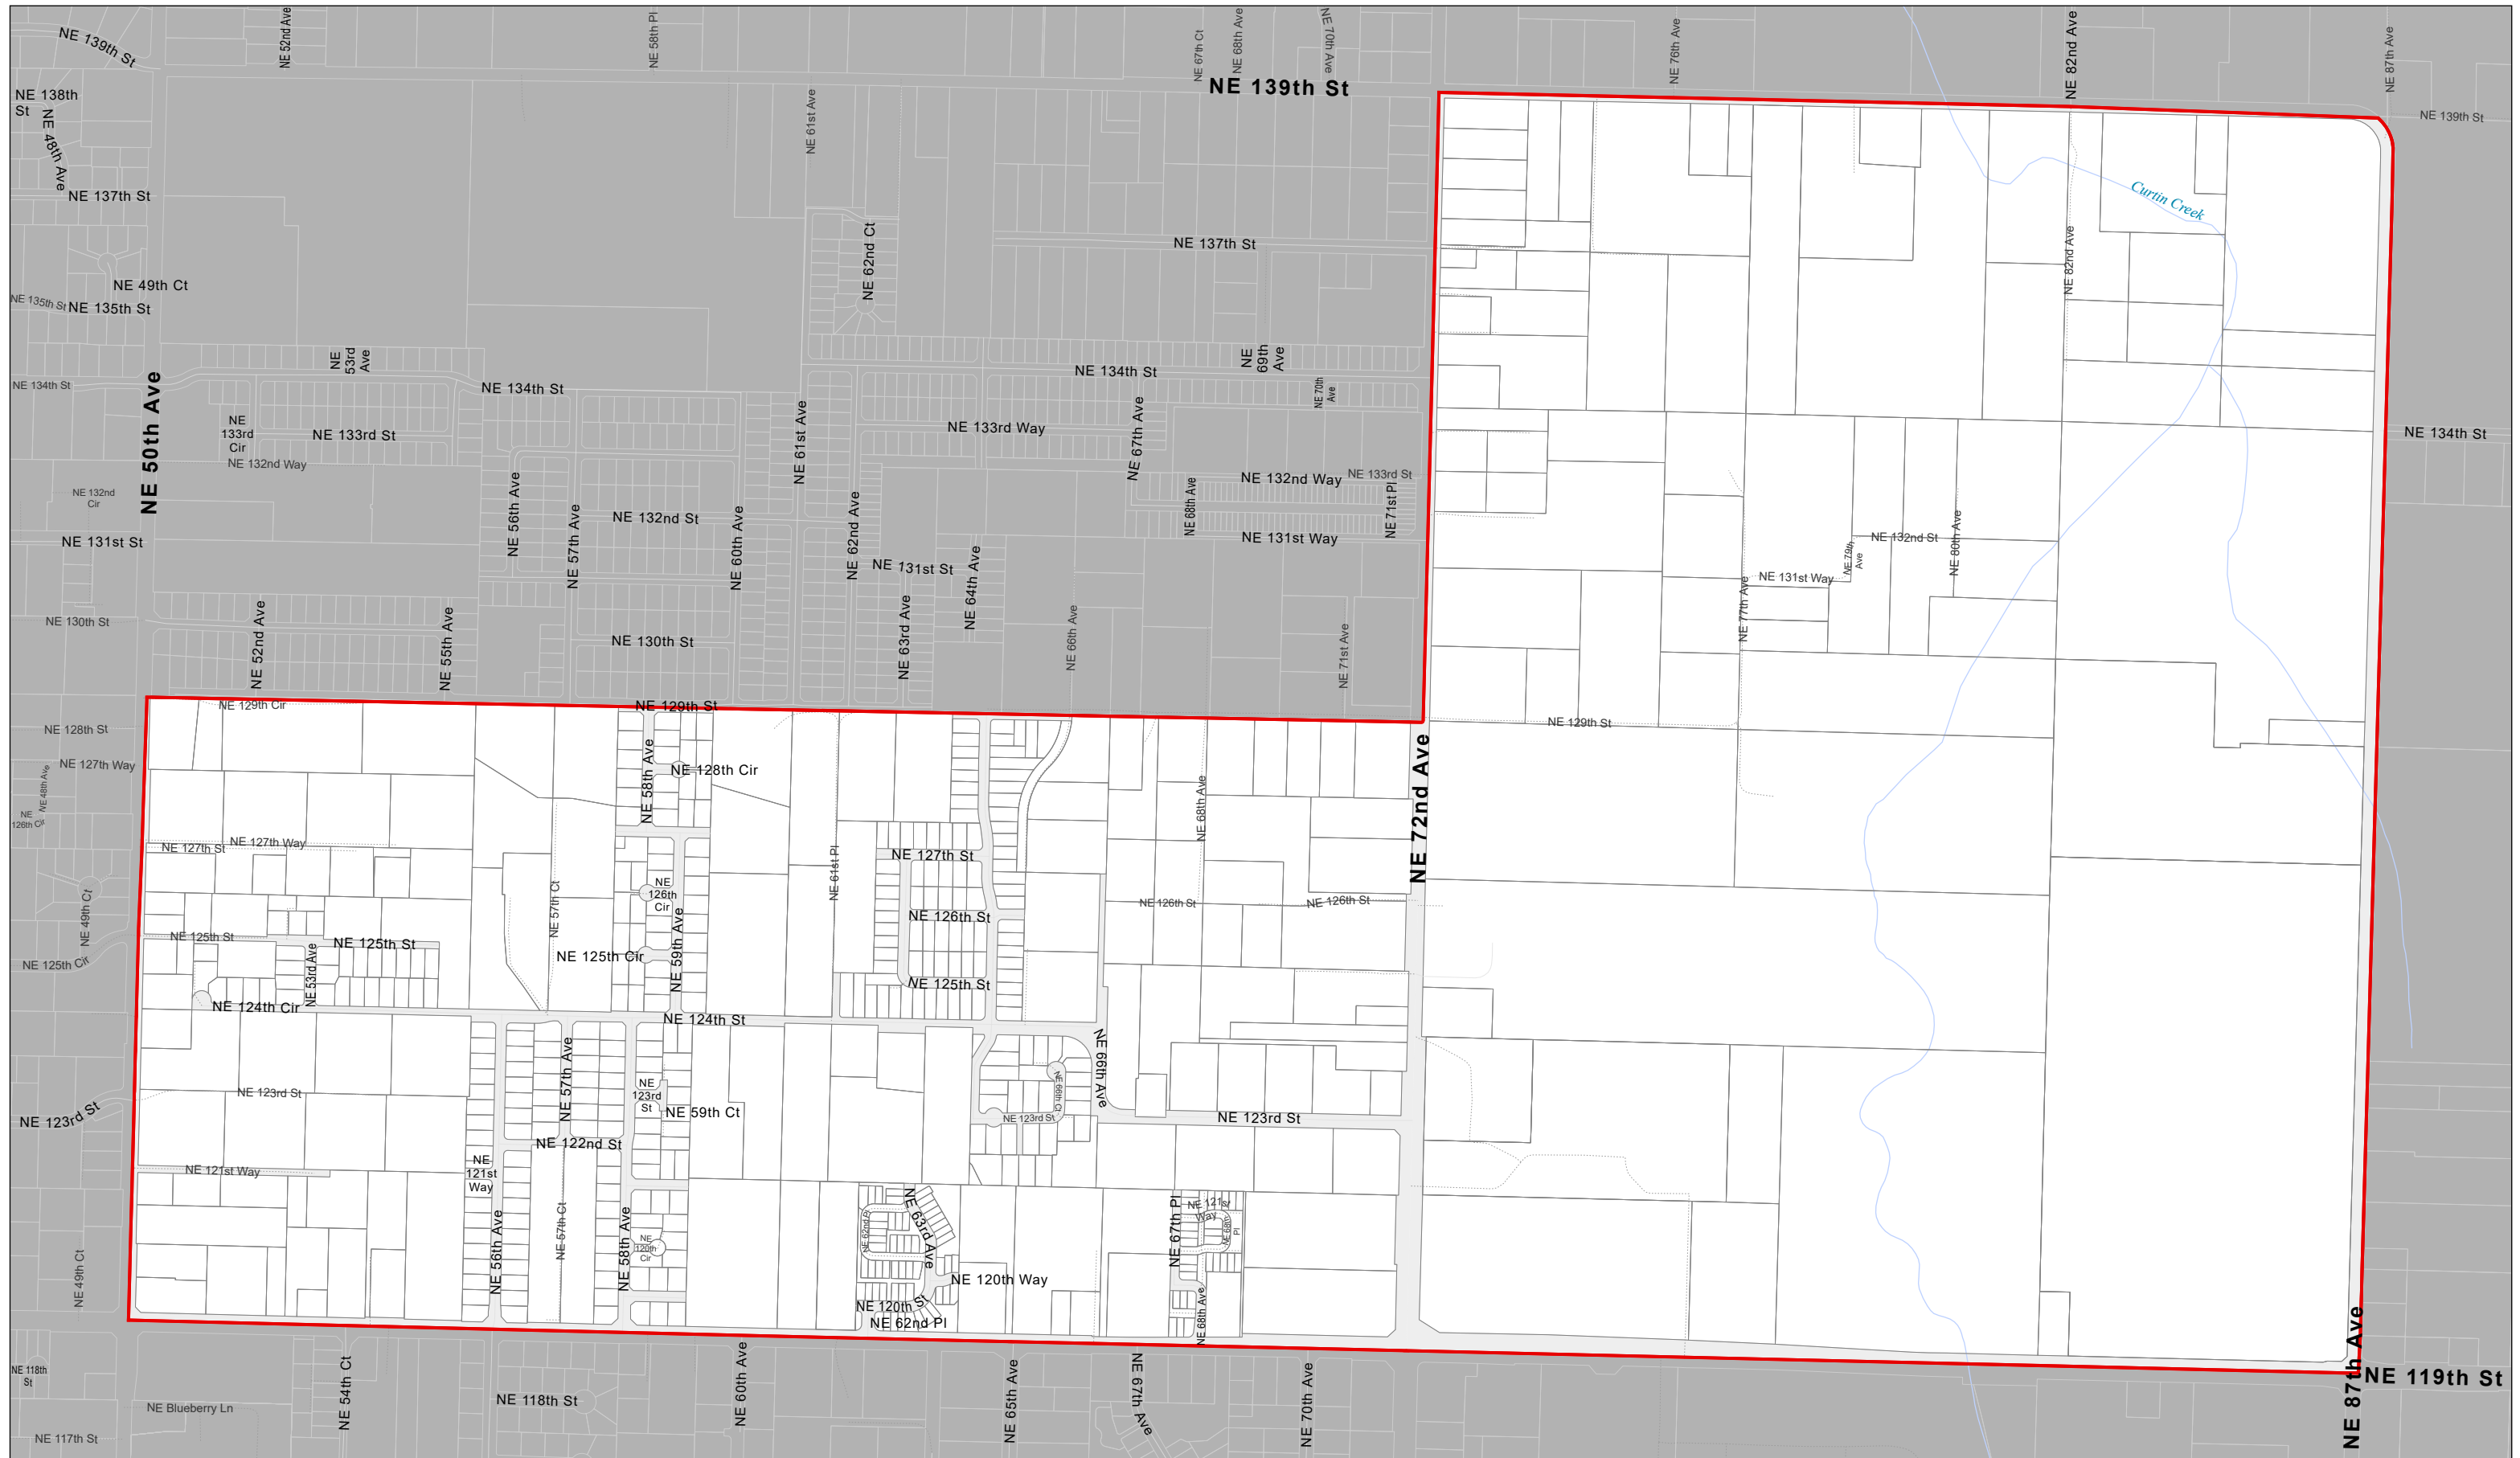 NE 139th St
NE 52nd Ave
NE 58th Pl
NE 67th Ct
NE 68th Ave
NE 70th Ave
NE 76th Ave
NE 82nd Ave
NE 87th Ave
NE 139th St
NE 139th St
NE 138th
St
NE 48th Ave
NE 61st Ave
NE 137th St
Curtin Creek
NE 137th St
NE 62nd Ct
NE 82nd Ave
NE 49th Ct
NE 135th St
NE 135th St
NE
53rd
Ave
NE
69th
Ave
NE 134th St
NE 134th St
NE 134th St
NE 70th
Ave
NE 50th Ave
NE
133rd
Cir
NE 133rd St
NE 61st Ave
NE 133rd Way
NE 67th Ave
NE 134th St
NE 132nd Way
NE 132nd
Cir
NE 132nd Way
NE 133rd St
NE 68th Ave
NE 71st Pl
NE 56th Ave
NE 57th Ave
NE 132nd St
NE 60th Ave
NE 62nd Ave
NE 131st St
NE 131st Way
NE 132nd St
NE 79th
Ave
NE 80th Ave
NE 131st St
NE 64th Ave
NE 131st Way
NE 77th Ave
NE 130th St
NE 52nd Ave
NE 55th Ave
NE 130th St
NE 63rd Ave
NE 66th Ave
NE 71st Ave
NE 129th Cir
NE 129th St
NE 129th St
NE 128th St
NE 127th Way
NE 48th Ave
NE
126th Cir
NE 58th Ave
NE 128th Cir
NE 68th Ave
NE 72nd Ave
NE 127th St
NE 127th Way
NE 61st Pl
NE 127th St
NE 49th Ct
NE 57th Ct
NE
126th
Cir
NE 126th St
NE 126th St
NE 126th St
NE 125th St
NE 125th St
NE 53rd Ave
NE 125th Cir
NE 125th Cir
NE 59th Ave
NE 125th St
NE 124th Cir
NE 124th St
NE 66th Ave
NE 57th Ave
NE
123rd
St
NE 59th Ct
NE 66th Ct
NE 123rd St
NE 123rd St
NE 123rd St
NE 123rd St
NE 122nd St
NE 121st Way
NE
121st
Way
NE 56th Ave
NE 57th Ct
NE 58th Ave
NE
120th
Cir
NE 62nd Pl
NE 63rd Ave
NE 67th Pl
NE 121st
Way
NE 68th
Pl
NE 49th Ct
NE 120th Way
NE 120th St
NE 62nd Pl
NE 68th Ave
NE 87th Ave
NE 119th St
NE 118th
St
NE 54th Ct
NE 118th St
NE 60th Ave
NE 65th Ave
NE 67th Ave
NE 70th Ave
NE Blueberry Ln
NE 117th St